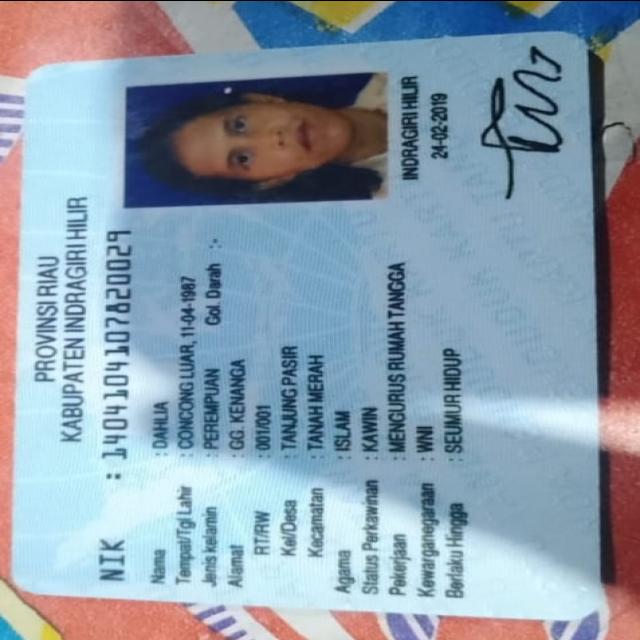 PROVINSI RIAU
KABUPATEN INDRAGIRI HILIR
NIK : 1404104107820029
Nama : DAHLIA
Tempat/Tgl Lahir : CONCONG LUAR, 11-04-1987
Jenis kelamin : PEREMPUAN Gol. Darah :-
Alamat : GG. KENANGA
RT/RW : 001/001
Kel/Desa : TANJUNG PASIR
Kecamatan : TANAH MERAH
Agama : ISLAM
Status Perkawinan : KAWIN
Pekerjaan : MENGURUS RUMAH TANGGA
Kewarganegaraan : WNI
Berlaku Hingga : SEUMUR HIDUP
INDRAGIRI HILIR
24-02-2019